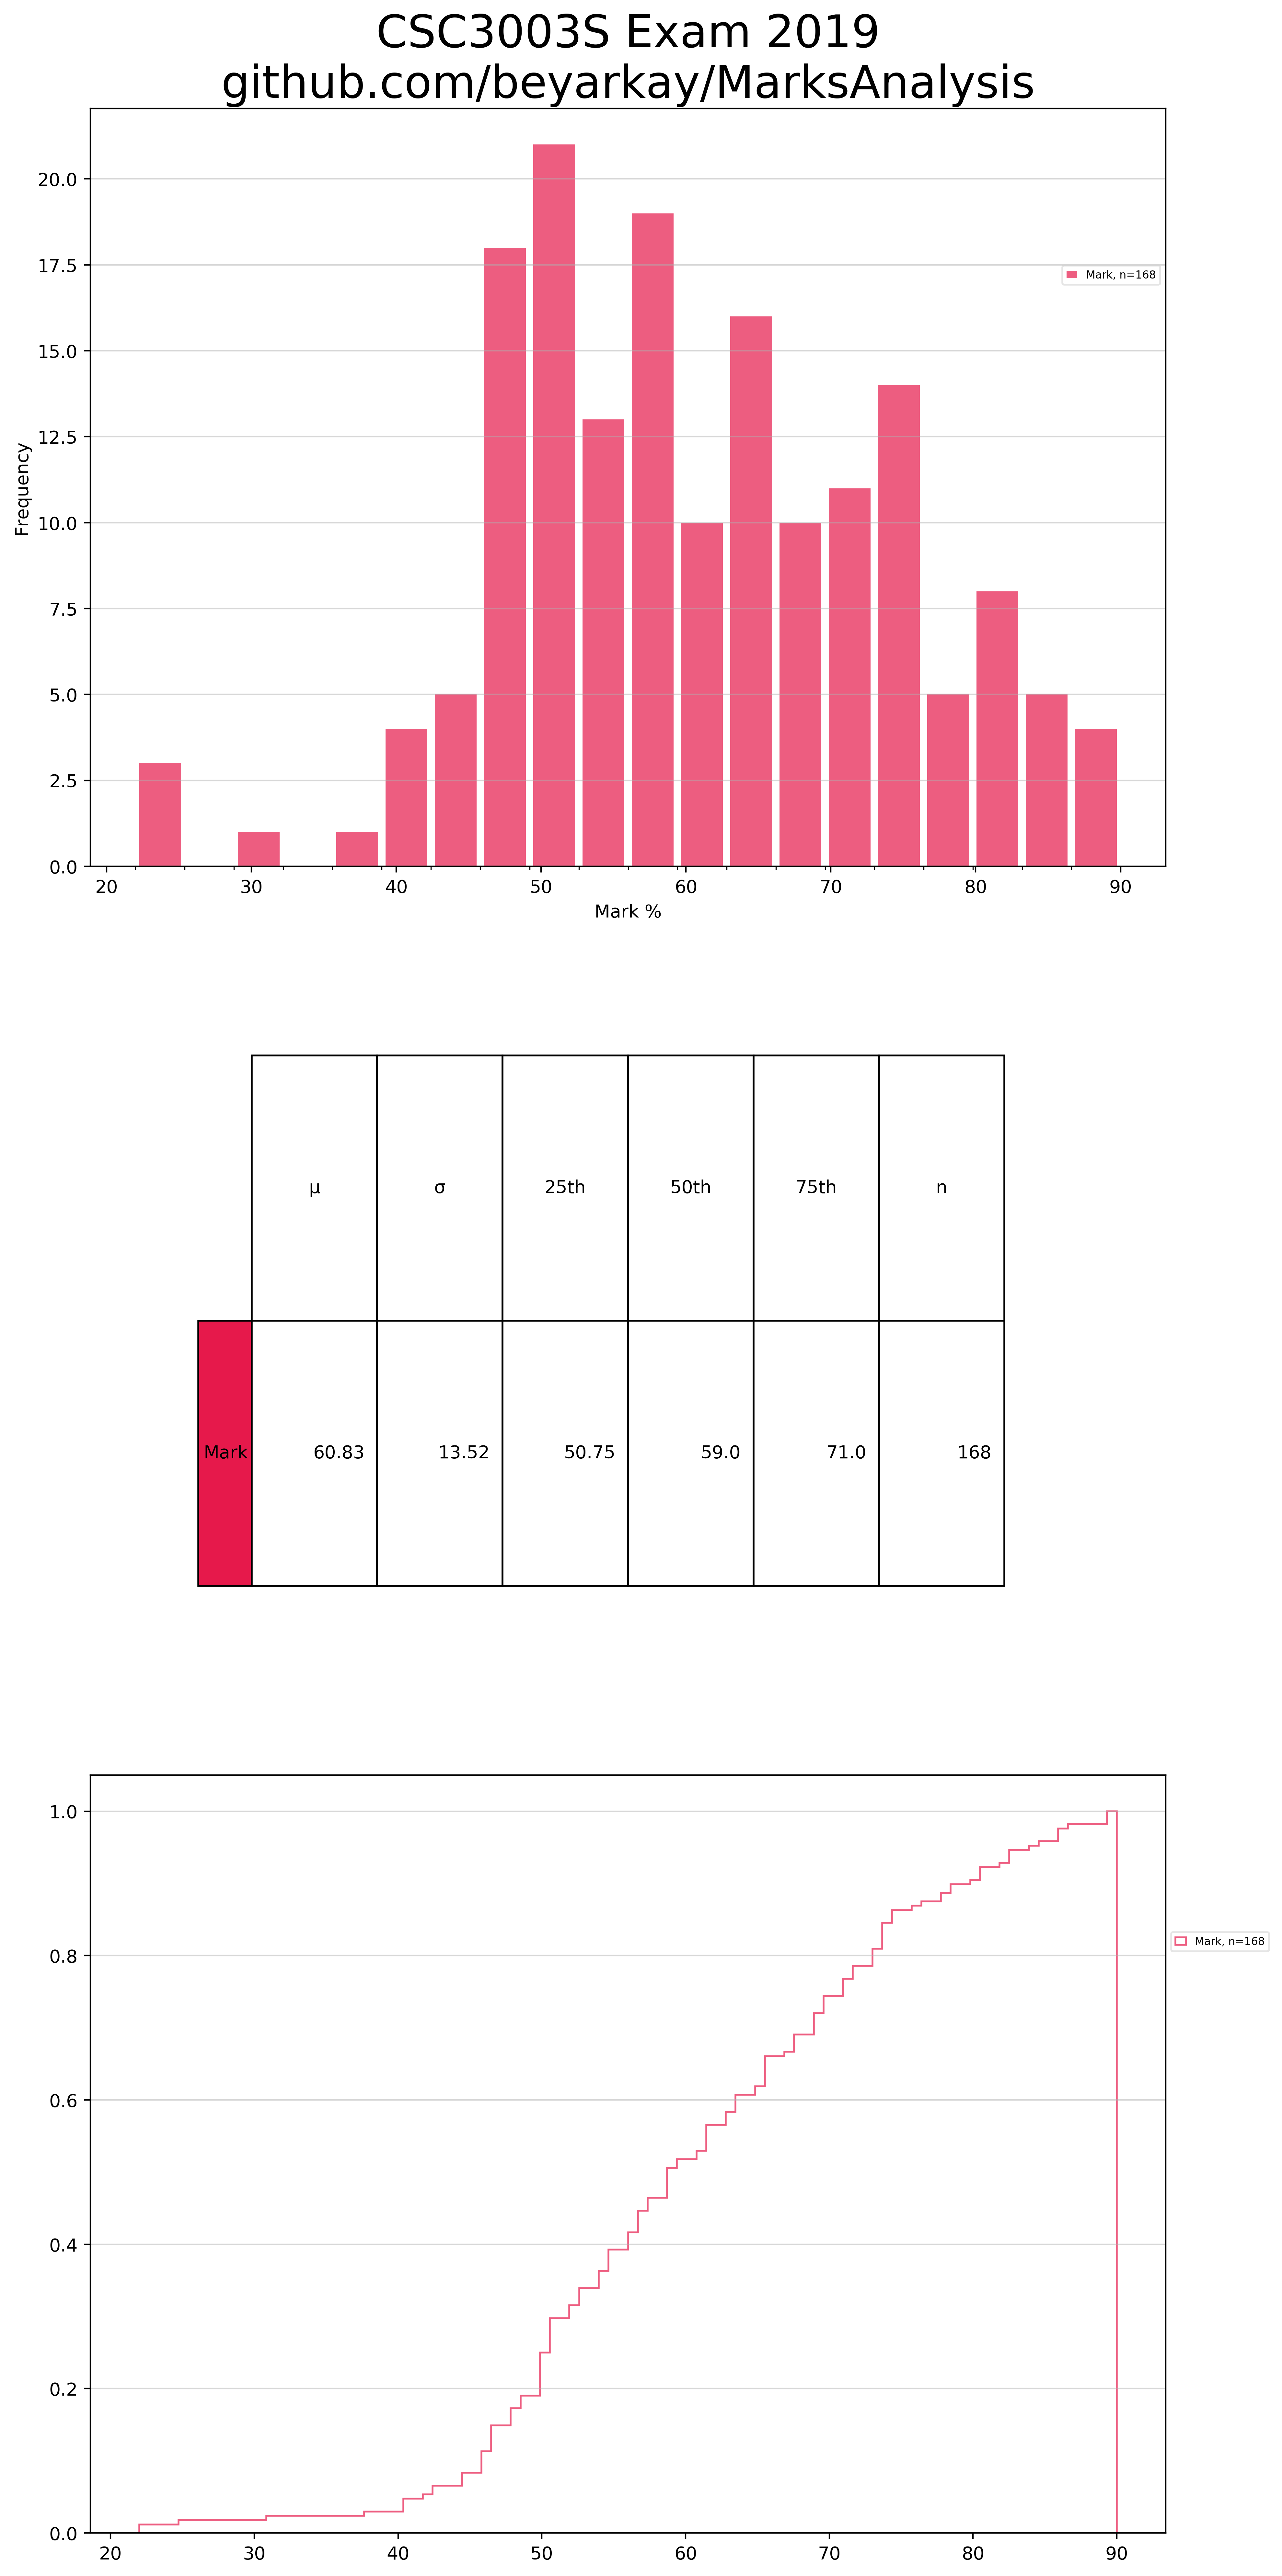 CSC3003S Exam 2019
github.com/beyarkay/MarksAnalysis
20.0
17.5
15.0
12.5
10.0
7.5
5.0
2.5
0.0
Frequency
Mark, n=168
20 30 40 50 60 70 80 90
Mark %
μ σ 25th 50th 75th n
Mark 60.83 13.52 50.75 59.0 71.0 168
1.0
0.8
0.6
0.4
0.2
0.0
Mark, n=168
20 30 40 50 60 70 80 90